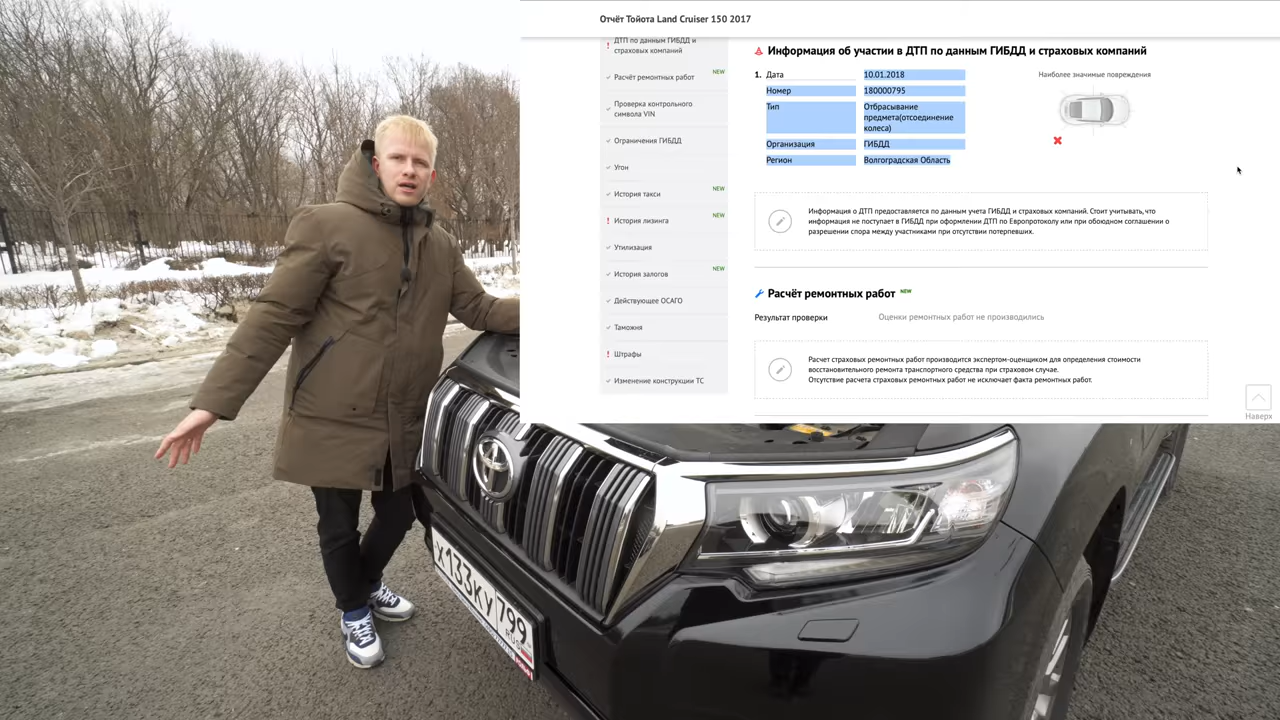 Отчёт Тойота Land Cruiser 150 2017
ДТП по данным ГИБДД и
страховых компаний
Расчёт ремонтных работ NEW
Проверка контрольного
символа VIN
Ограничения ГИБДД
Угон
История такси NEW
История лизинга NEW
Утилизация
История залогов NEW
Действующее ОСАГО
Таможня
Штрафы
Изменение конструкции ТС
Информация об участии в ДТП по данным ГИБДД и страховых компаний
1. Дата 10.01.2018
Номер 180000795
Тип Отбрасывание
предмета(отсоединение
колеса)
Организация ГИБДД
Регион Волгоградская Область
Наиболее значимые повреждения
Информация о ДТП предоставляется по данным учета ГИБДД и страховых компаний. Стоит учитывать, что
информация не поступает в ГИБДД при оформлении ДТП по Европротоколу или при обоюдном соглашении о
разрешении спора между участниками при отсутствии потерпевших.
Расчёт ремонтных работ NEW
Результат проверки Оценки ремонтных работ не производились
Расчет страховых ремонтных работ производится экспертом-оценщиком для определения стоимости
восстановительного ремонта транспортного средства при страховом случае.
Отсутствие расчета страховых ремонтных работ не исключает факта ремонтных работ.
Наверх
Х133КУ 799
RUS